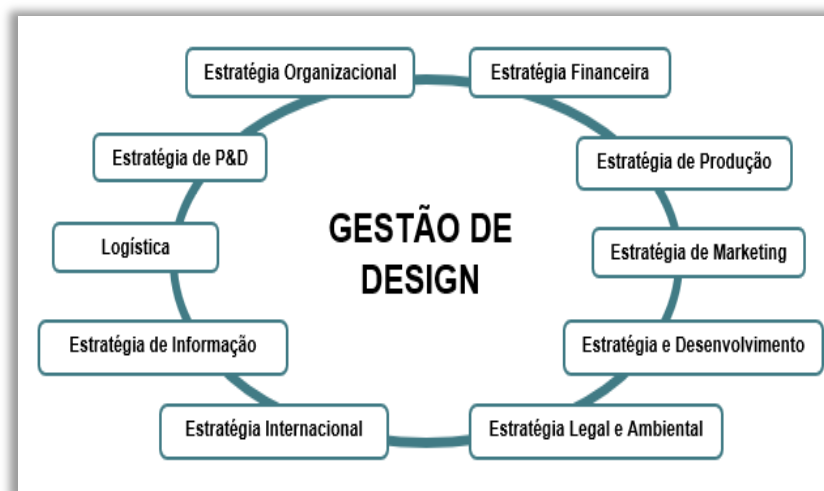 Estratégia Organizacional
Estratégia Financeira
Estratégia de P&D
Estratégia de Produção
GESTÃO DE
DESIGN
Logística
Estratégia de Marketing
Estratégia de Informação
Estratégia e Desenvolvimento
Estratégia Internacional
Estratégia Legal e Ambiental